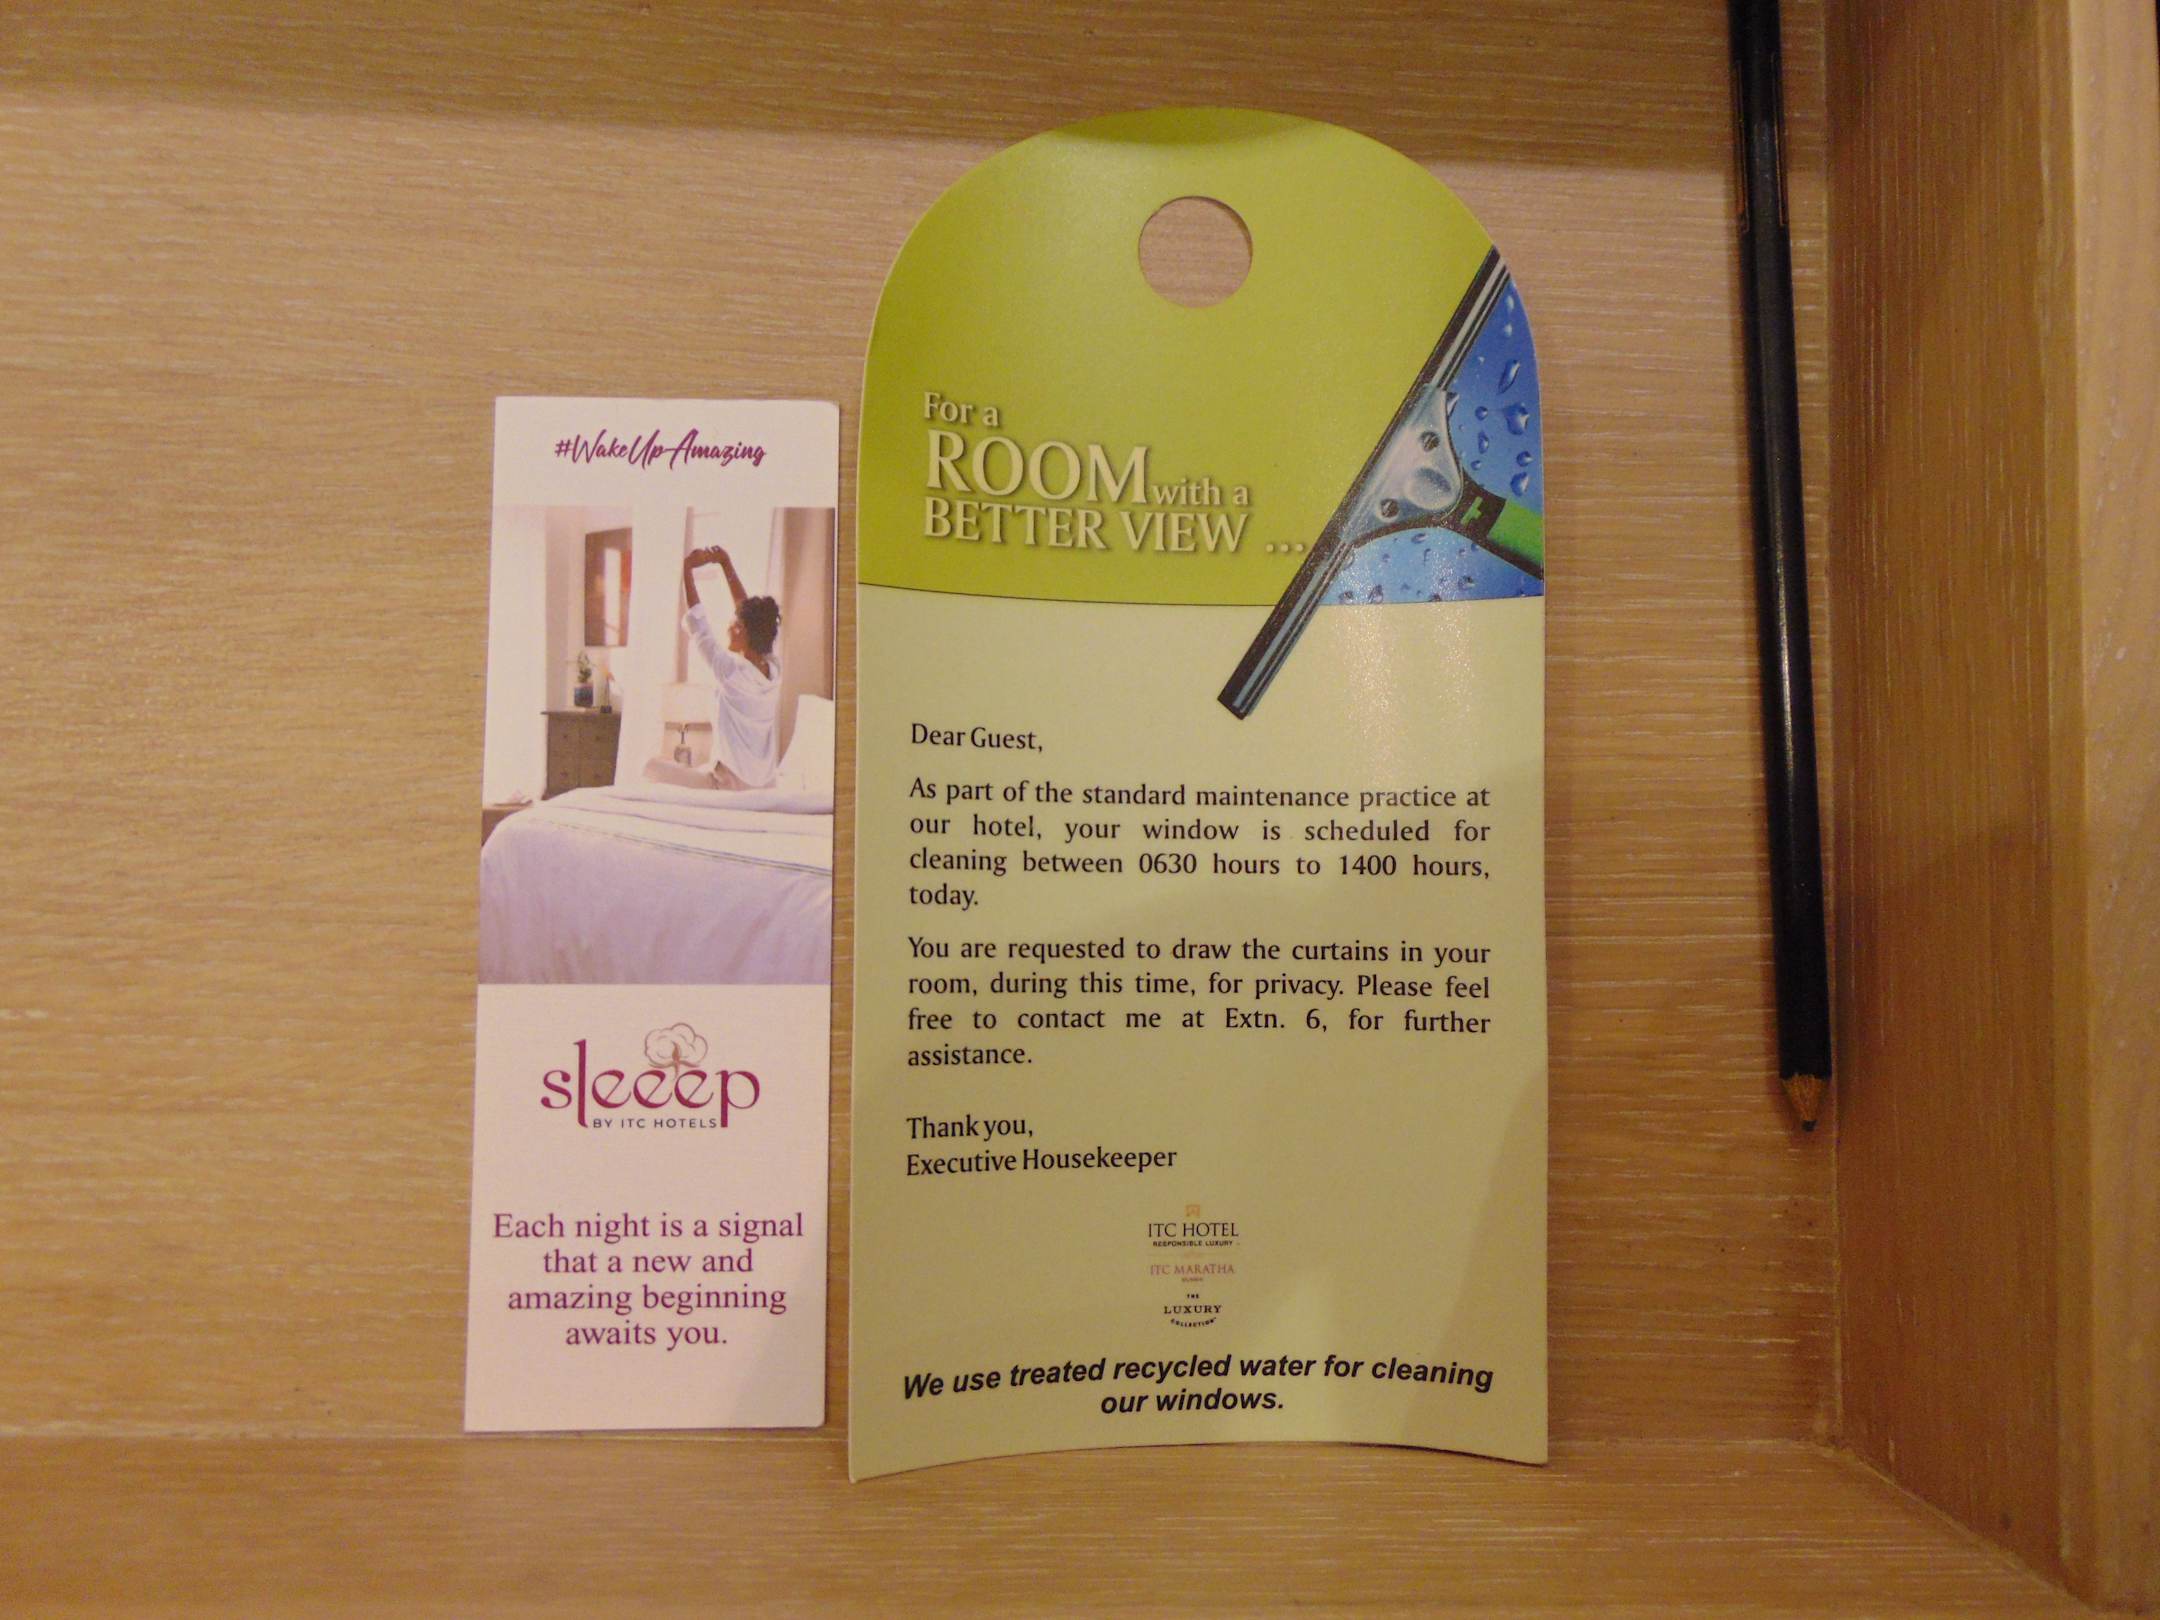 #WakeUpAmazing
sleeep
BY ITC HOTELS
Each night is a signal
that a new and
amazing beginning
awaits you.
For a
ROOM with a
BETTER VIEW ...
Dear Guest,
As part of the standard maintenance practice at
our hotel, your window is scheduled for
cleaning between 0630 hours to 1400 hours,
today.
You are requested to draw the curtains in your
room, during this time, for privacy. Please feel
free to contact me at Extn. 6, for further
assistance.
Thank you,
Executive Housekeeper
ITC HOTEL
RESPONSIBLE LUXURY
ITC MARATHA
THE
LUXURY
COLLECTION
We use treated recycled water for cleaning
our windows.